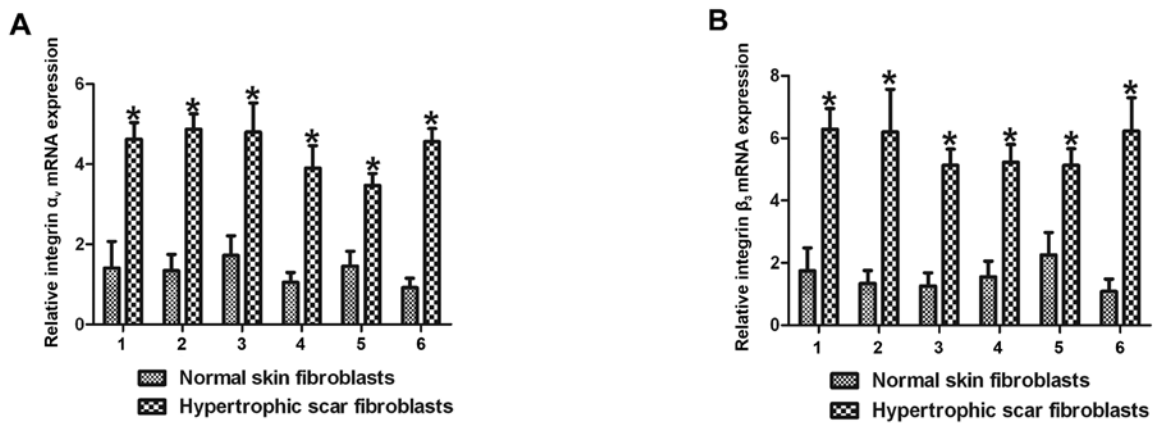 A
Relative integrin αv mRNA expression
6
4
2
0
* * * * * *
1 2 3 4 5 6
Normal skin fibroblasts
Hypertrophic scar fibroblasts
B
Relative integrin β3 mRNA expression
8
6
4
2
0
* * * * * *
1 2 3 4 5 6
Normal skin fibroblasts
Hypertrophic scar fibroblasts